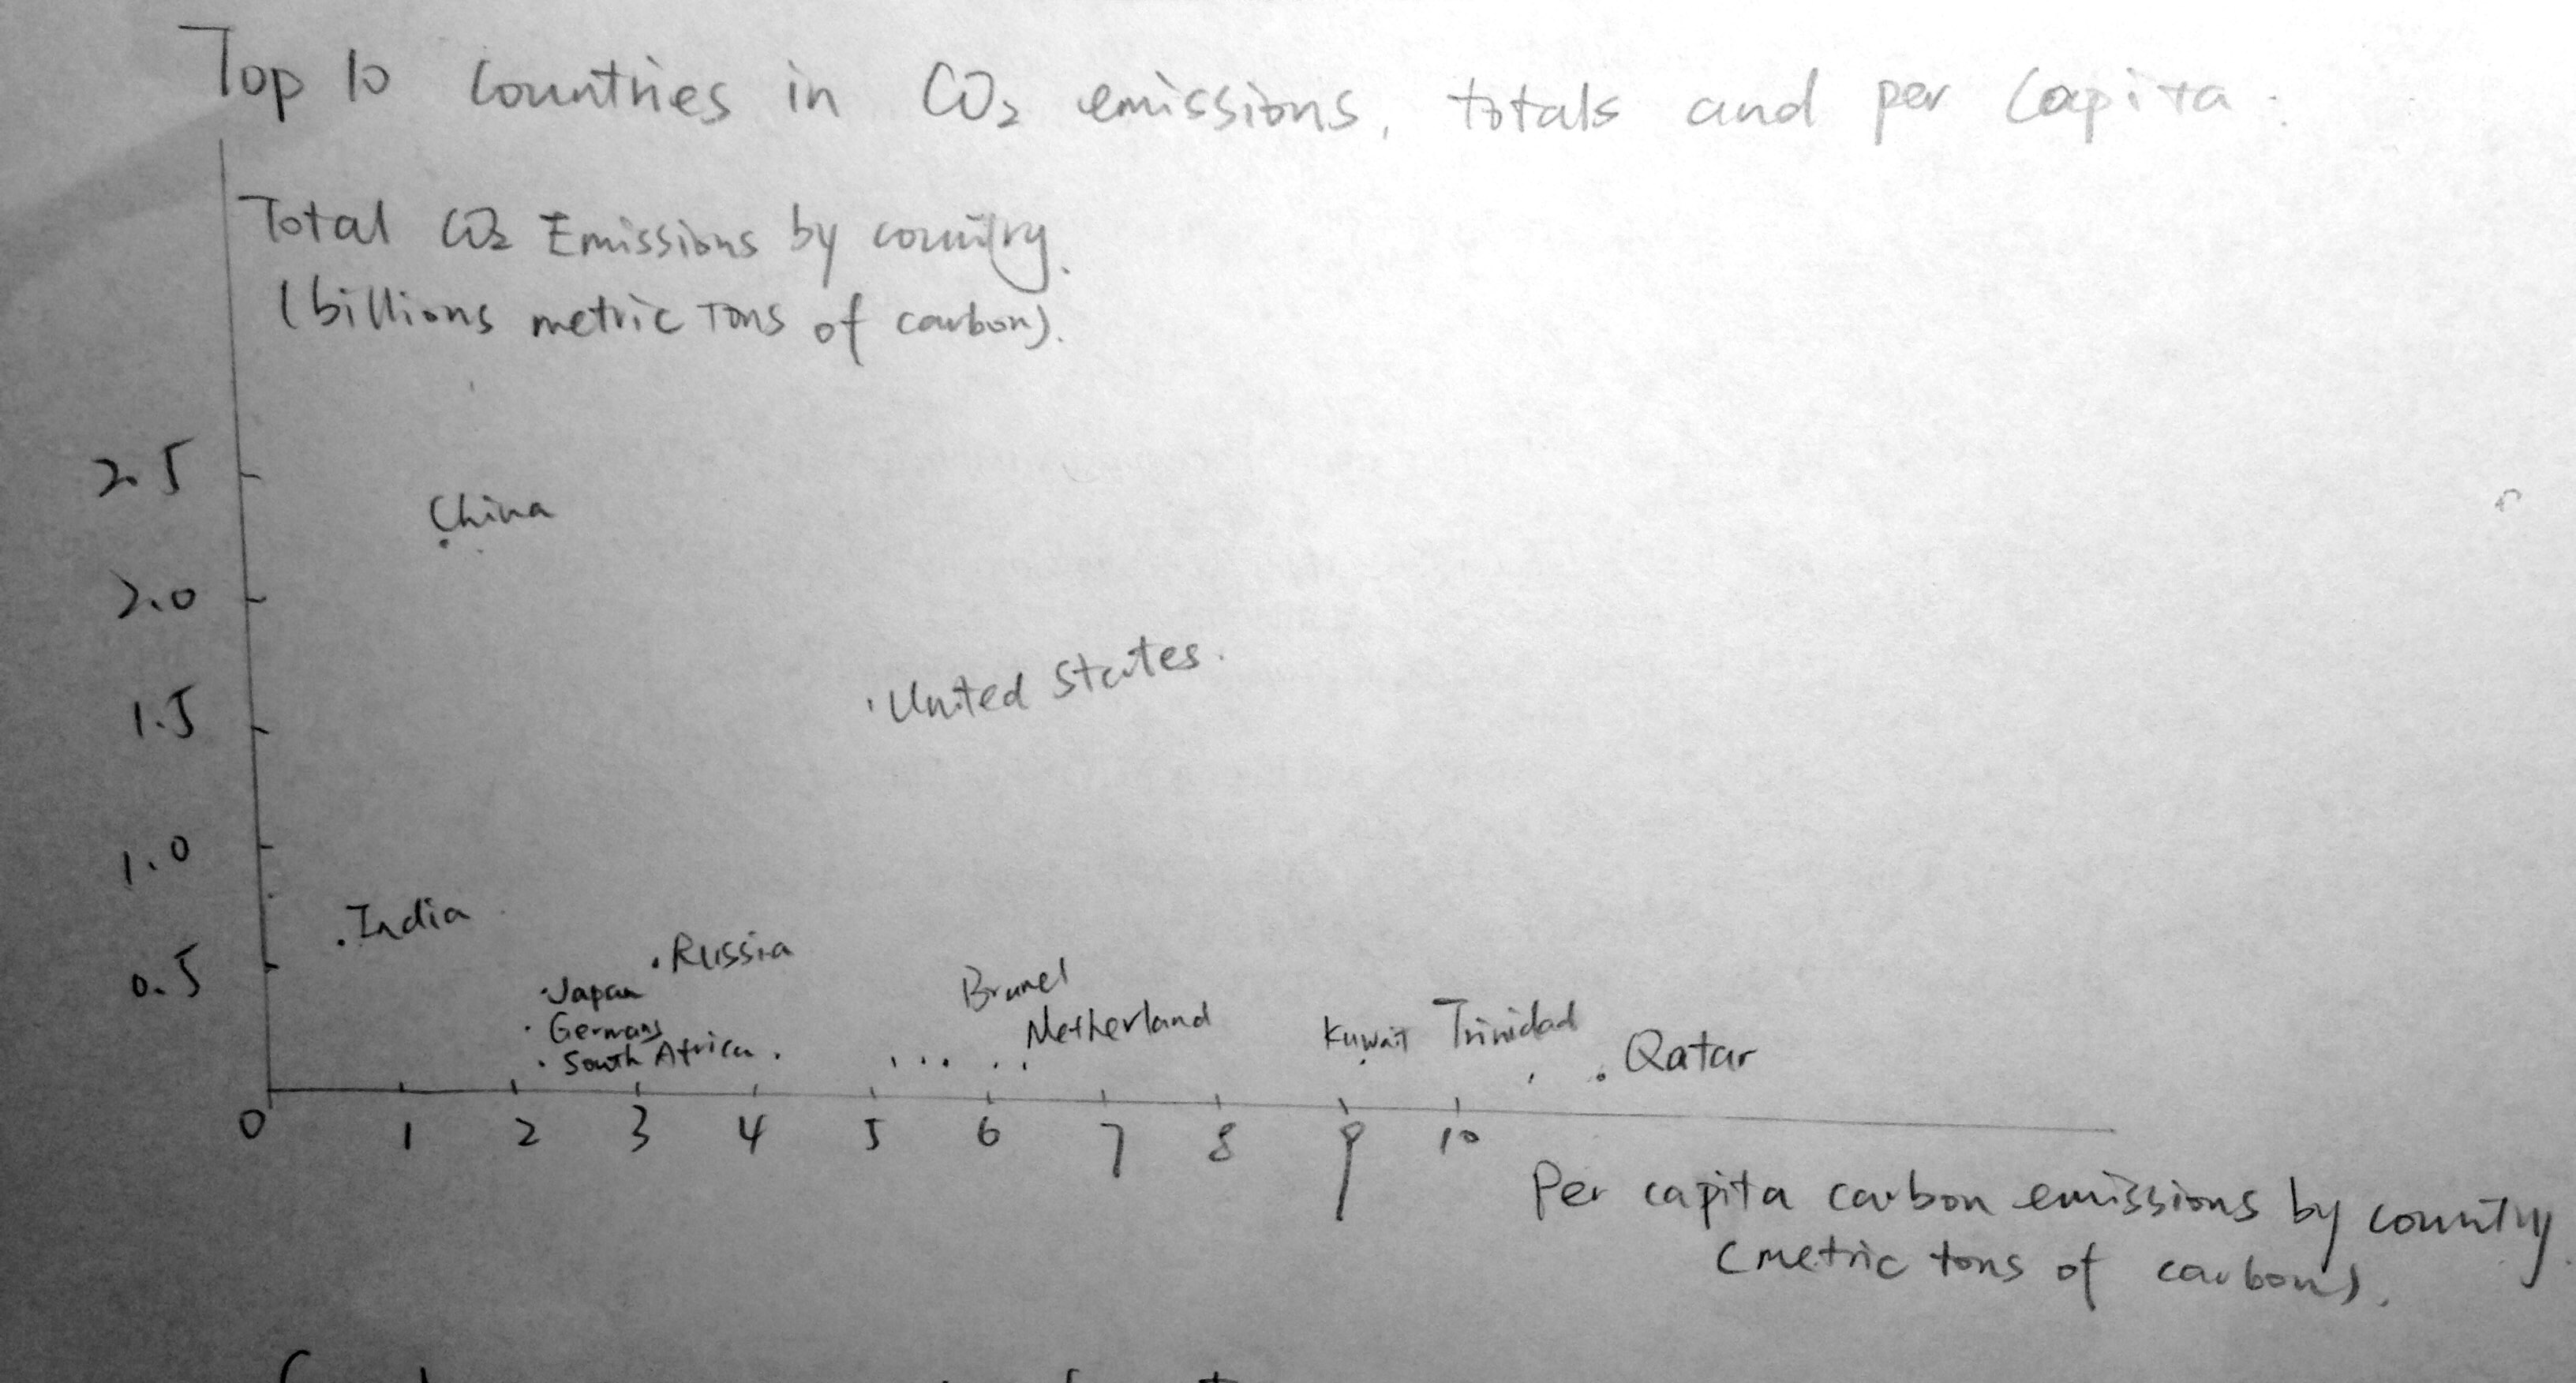 Top 10 Countries in CO2 emissions, totals and per Capita.
Total CO2 Emissions by country.
(billions metric tons of carbon).
2.5
China
2.0
United States.
1.5
1.0
India
0.5
Russia
Japan
Germany
South Africa
Brunel
Netherland
Kuwait
Trinidad
Qatar
0 1 2 3 4 5 6 7 8 9 10
Per capita carbon emissions by country.
(metric tons of carbon).